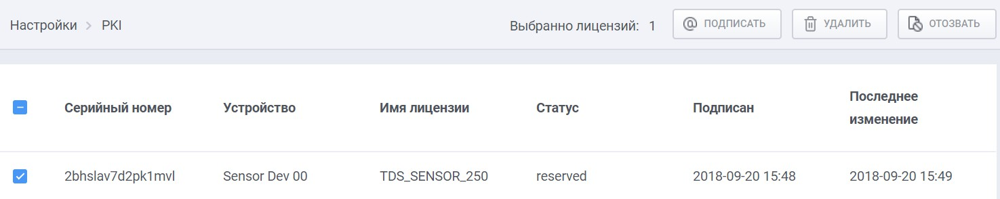 Настройки > PKI Выбранно лицензий: 1 ПОДПИСАТЬ УДАЛИТЬ ОТОЗВАТЬ
Серийный номер Устройство Имя лицензии Статус Подписан Последнее изменение
2bhslav7d2pk1mvl Sensor Dev 00 TDS_SENSOR_250 reserved 2018-09-20 15:48 2018-09-20 15:49